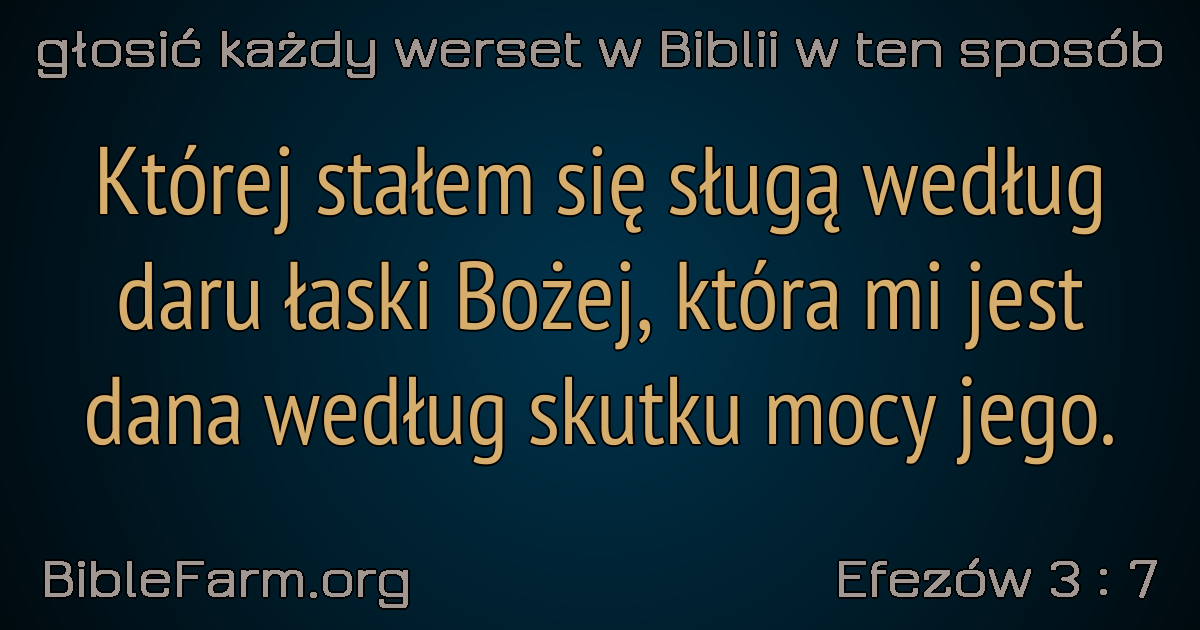 głosić każdy werset w Biblii w ten sposób
Której stałem się sługą według
daru łaski Bożej, która mi jest
dana według skutku mocy jego.
BibleFarm.org
Efezów 3 : 7